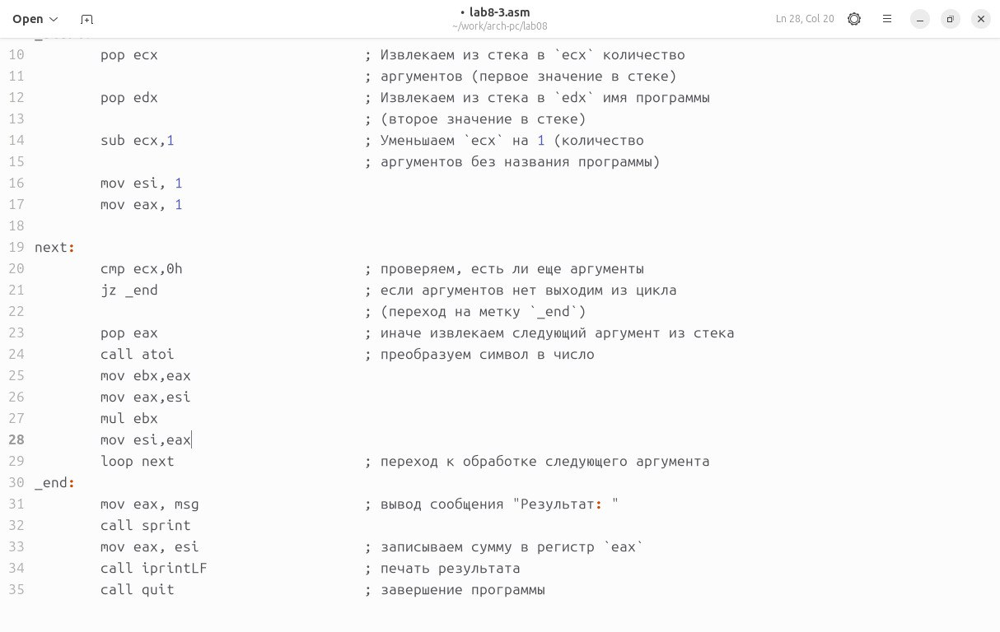 Open
• lab8-3.asm
~/work/arch-pc/lab08
Ln 28, Col 20
10 pop ecx ; Извлекаем из стека в `ecx` количество
11 ; аргументов (первое значение в стеке)
12 pop edx ; Извлекаем из стека в `edx` имя программы
13 ; (второе значение в стеке)
14 sub ecx,1 ; Уменьшаем `ecx` на 1 (количество
15 ; аргументов без названия программы)
16 mov esi, 1
17 mov eax, 1
18
19 next:
20 cmp ecx,0h ; проверяем, есть ли еще аргументы
21 jz _end ; если аргументов нет выходим из цикла
22 ; (переход на метку `_end`)
23 pop eax ; иначе извлекаем следующий аргумент из стека
24 call atoi ; преобразуем символ в число
25 mov ebx,eax
26 mov eax,esi
27 mul ebx
28 mov esi,eax
29 loop next ; переход к обработке следующего аргумента
30 _end:
31 mov eax, msg ; вывод сообщения "Результат: "
32 call sprint
33 mov eax, esi ; записываем сумму в регистр `eax`
34 call iprintLF ; печать результата
35 call quit ; завершение программы